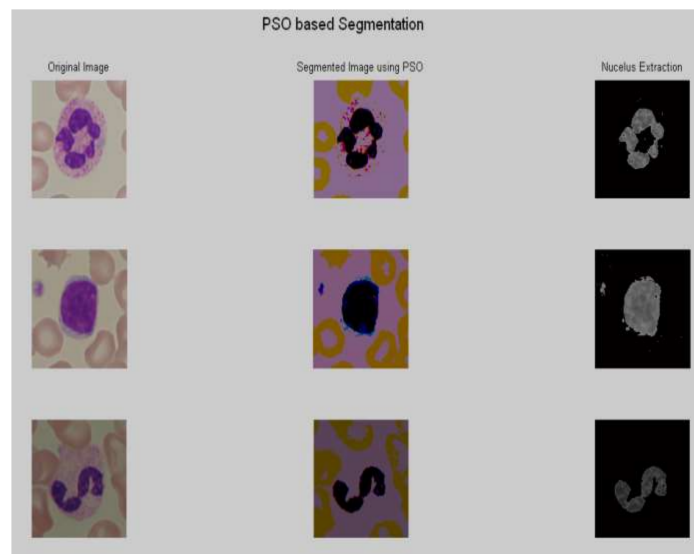 PSO based Segmentation
Original Image
Segmented Image using PSO
Nucelus Extraction